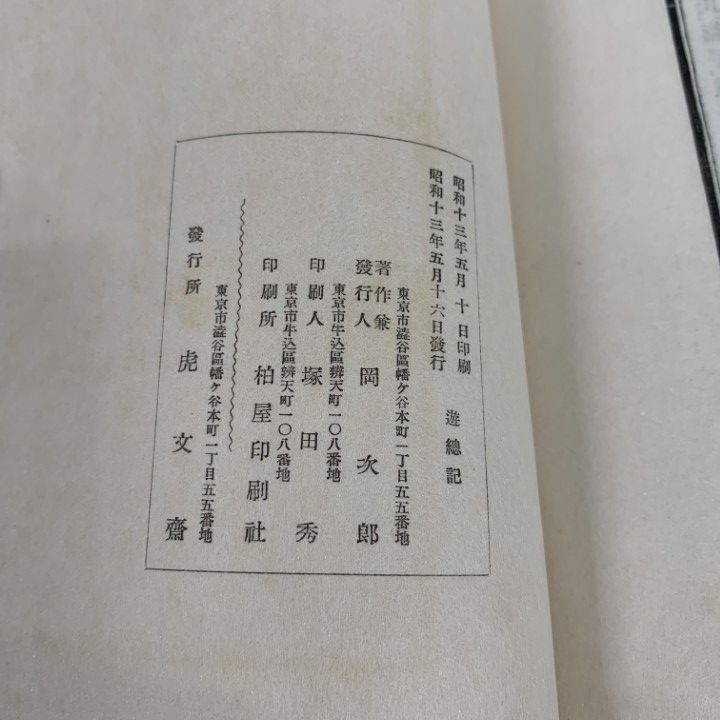 昭和十三年五月 十 日印刷
昭和十三年五月十六日發行
遊總記
東京市澁谷區幡ケ谷本町一丁目五五番地
著作兼
發行人 岡次郎
東京市牛込區辨天町一〇八番地
印刷人 塚田秀
東京市牛込區辨天町一〇八番地
印刷所 柏屋印刷社
東京市澁谷區幡ケ谷本町一丁目五五番地
發行所 虎文齋